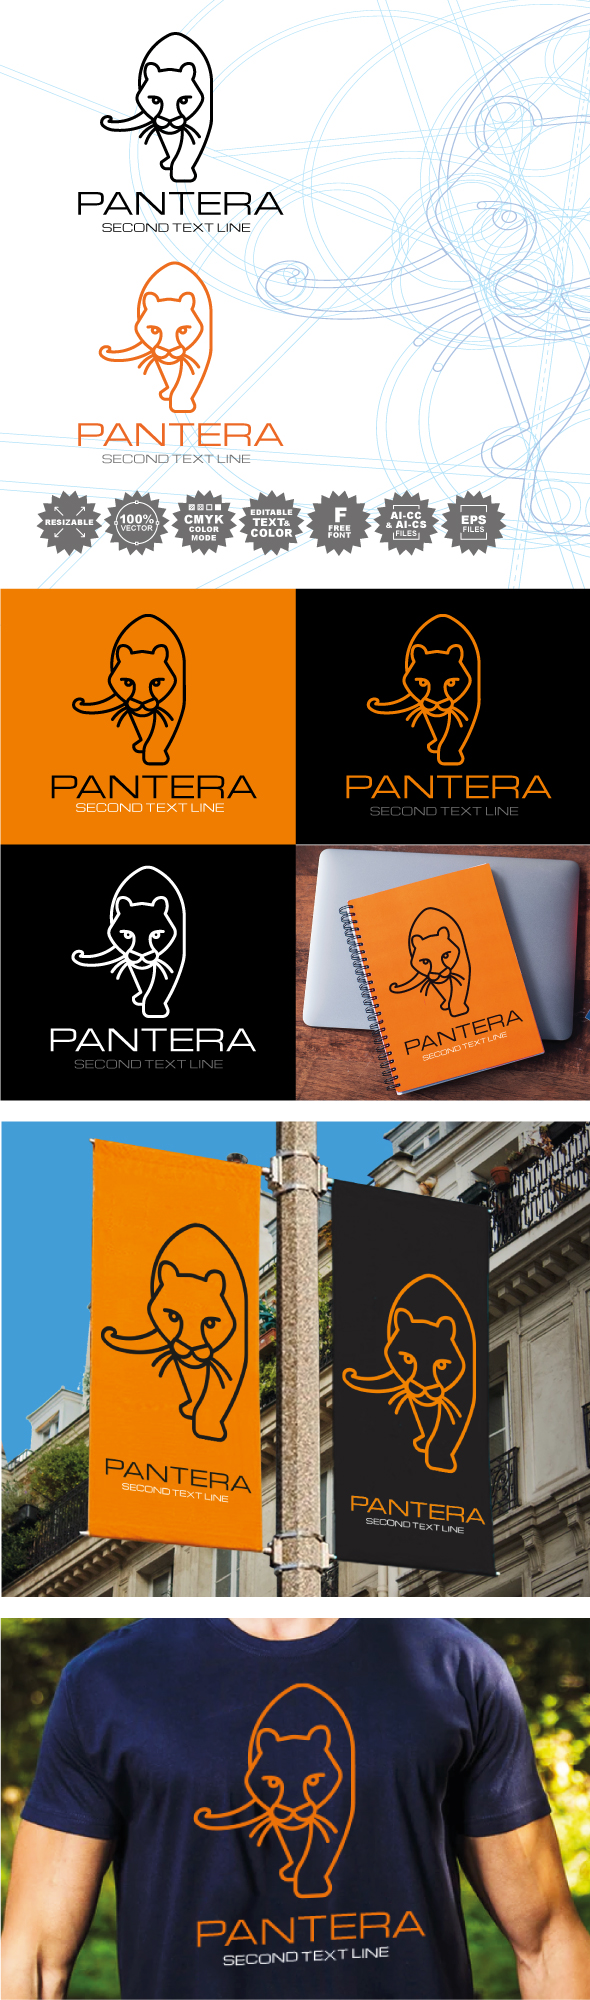 PANTERA
SECOND TEXT LINE
PANTERA
SECOND TEXT LINE
RESIZABLE
100%
VECTOR
CMYK
COLOR
MODE
EDITABLE
TEXT&
COLOR
F
FREE
FONT
AI-CC
& AI-CS
FILES
EPS
FILES
PANTERA
SECOND TEXT LINE
PANTERA
SECOND TEXT LINE
PANTERA
SECOND TEXT LINE
PANTERA
SECOND TEXT LINE
PANTERA
SECOND TEXT LINE
PANTERA
SECOND TEXT LINE
PANTERA
SECOND TEXT LINE